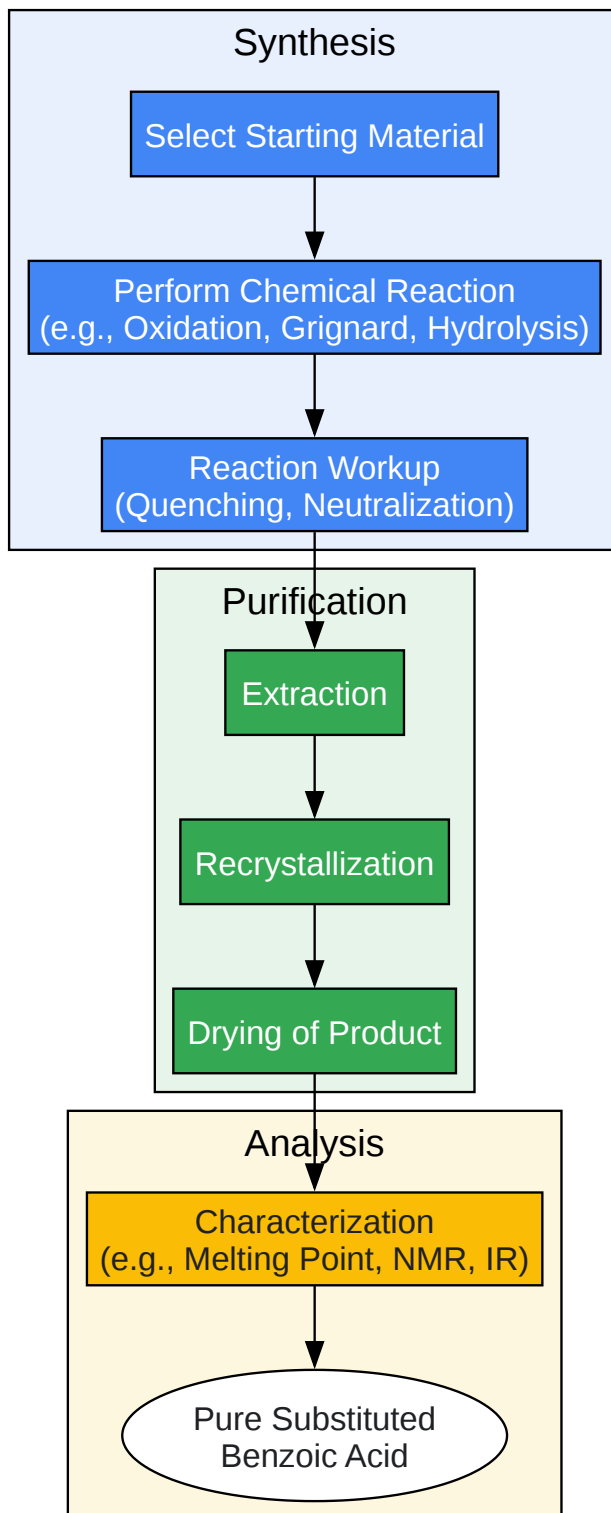 Synthesis
Select Starting Material
Perform Chemical Reaction
(e.g., Oxidation, Grignard, Hydrolysis)
Reaction Workup
(Quenching, Neutralization)
Purification
Extraction
Recrystallization
Drying of Product
Analysis
Characterization
(e.g., Melting Point, NMR, IR)
Pure Substituted
Benzoic Acid